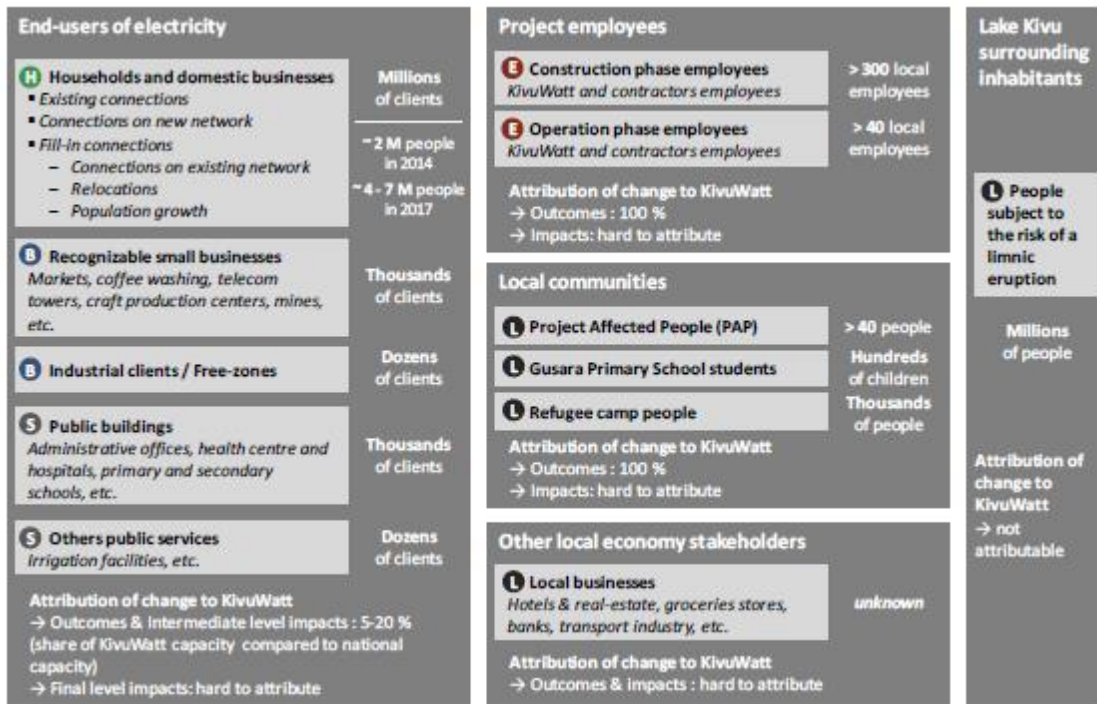 End-users of electricity
H Households and domestic businesses
▪ Existing connections
▪ Connections on new network
▪ Fill-in connections
– Connections on existing network
– Relocations
– Population growth
Millions
of clients
~ 2 M people
in 2014
~ 4 - 7 M people
in 2017
B Recognizable small businesses
Markets, coffee washing, telecom
towers, craft production centers, mines,
etc.
Thousands
of clients
B Industrial clients / Free-zones
Dozens
of clients
S Public buildings
Administrative offices, health centre and
hospitals, primary and secondary
schools, etc.
Thousands
of clients
S Others public services
Irrigation facilities, etc.
Dozens
of clients
Attribution of change to KivuWatt
→ Outcomes & Intermediate level impacts : 5-20 %
(share of KivuWatt capacity compared to national
capacity)
→ Final level impacts: hard to attribute
Project employees
E Construction phase employees
KivuWatt and contractors employees
> 300 local
employees
E Operation phase employees
KivuWatt and contractors employees
> 40 local
employees
Attribution of change to KivuWatt
→ Outcomes : 100 %
→ Impacts: hard to attribute
Local communities
L Project Affected People (PAP)
> 40 people
L Gusara Primary School students
Hundreds
of children
L Refugee camp people
Thousands
of people
Attribution of change to KivuWatt
→ Outcomes : 100 %
→ Impacts: hard to attribute
Other local economy stakeholders
L Local businesses
Hotels & real-estate, groceries stores,
banks, transport industry, etc.
unknown
Attribution of change to KivuWatt
→ Outcomes & impacts : hard to attribute
Lake Kivu
surrounding
inhabitants
L People
subject to
the risk of a
limnic
eruption
Millions
of people
Attribution of
change to
KivuWatt
→ not
attributable